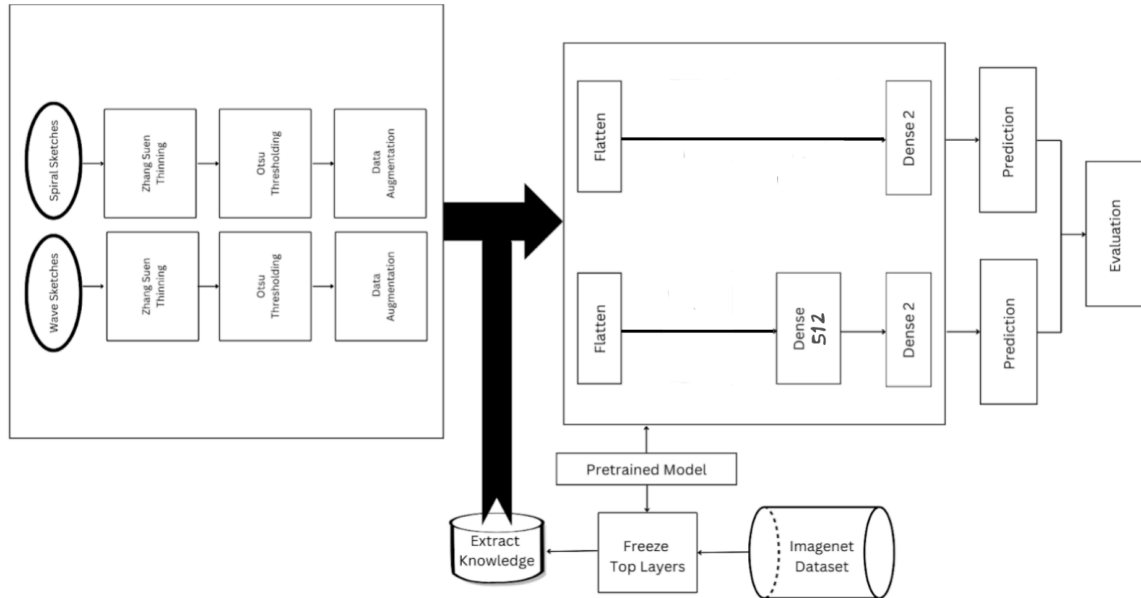 Spiral Sketches
Zhang Suen
Thinning
Otsu
Thresholding
Data
Augmentation
Wave Sketches
Zhang Suen
Thinning
Otsu
Thresholding
Data
Augmentation
Flatten
Dense 2
Prediction
Flatten
Dense
512
Dense 2
Prediction
Evaluation
Pretrained Model
Extract
Knowledge
Freeze
Top Layers
Imagenet
Dataset